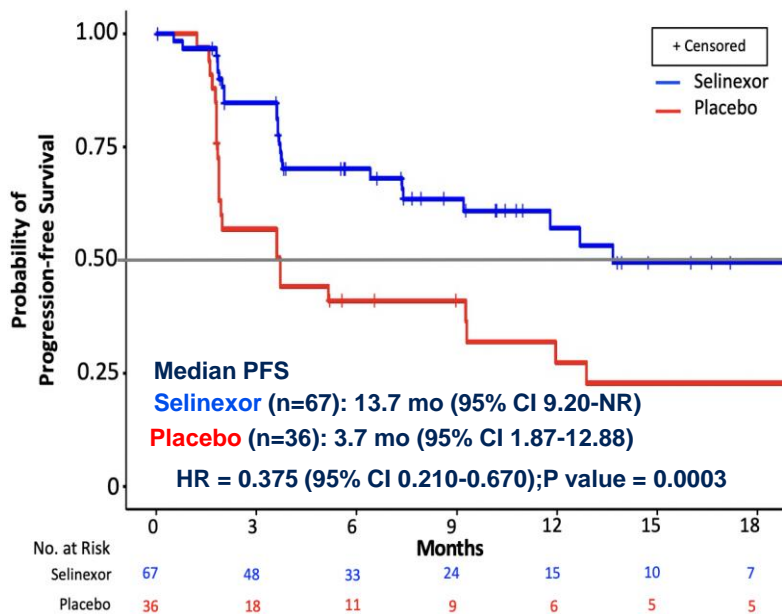 Probability of
Progression-free Survival
1.00
0.75
0.50
0.25
0
+ Censored
Selinexor
Placebo
Median PFS
Selinexor (n=67): 13.7 mo (95% CI 9.20-NR)
Placebo (n=36): 3.7 mo (95% CI 1.87-12.88)
HR = 0.375 (95% CI 0.210-0.670);P value = 0.0003
0 3 6 9 12 15 18
Months
No. at Risk
Selinexor 67 48 33 24 15 10 7
Placebo 36 18 11 9 6 5 5